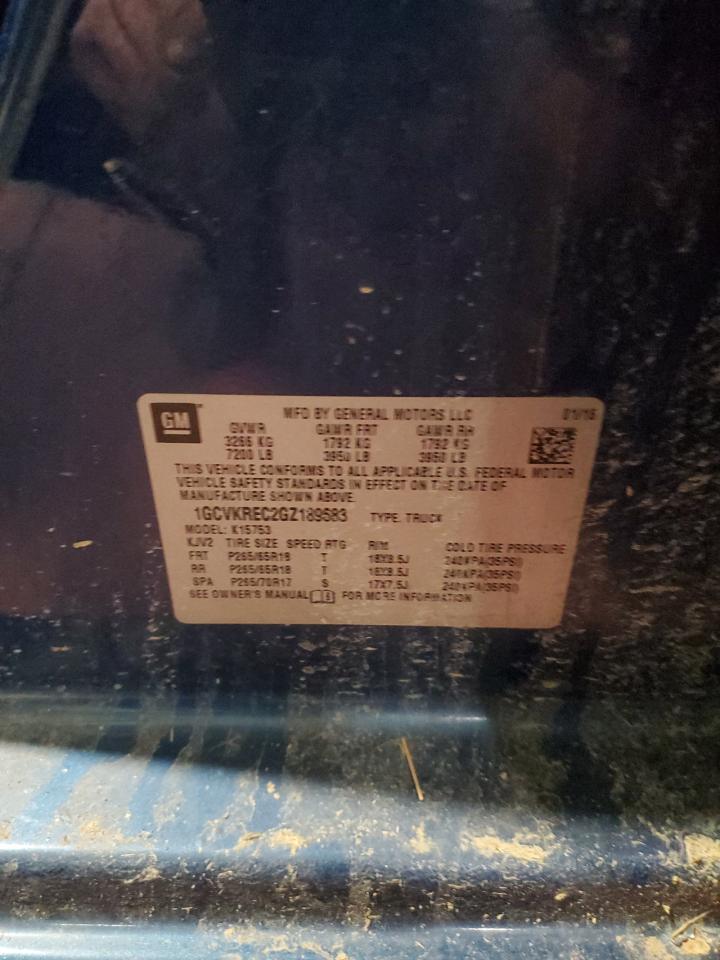 GM
MFD BY GENERAL MOTORS LLC 01/16
GVWR GAWR FRT GAWR RR
3266 KG 1792 KG 1792 KG
7200 LB 3950 LB 3950 LB
THIS VEHICLE CONFORMS TO ALL APPLICABLE U.S. FEDERAL MOTOR
VEHICLE SAFETY STANDARDS IN EFFECT ON THE DATE OF
MANUFACTURE SHOWN ABOVE.
1GCVKREC2GZ189583 TYPE: TRUCK
MODEL: K15753
KJV2 TIRE SIZE SPEED RTG RIM COLD TIRE PRESSURE
FRT P265/65R18 T 18X8.5J 240KPA(35PSI)
RR P265/65R18 T 18X8.5J 240KPA(35PSI)
SPA P265/70R17 S 17X7.5J 240KPA(35PSI)
SEE OWNER'S MANUAL FOR MORE INFORMATION